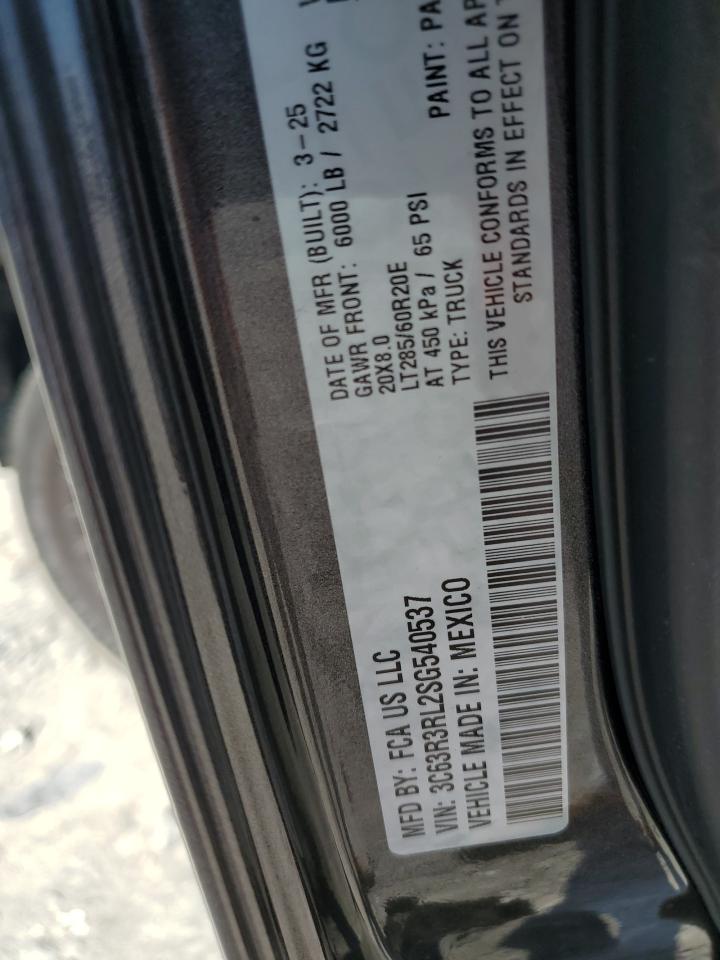 MFD BY: FCA US LLC
VIN: 3C63R3RL2SG540537
VEHICLE MADE IN: MEXICO
DATE OF MFR (BUILT): 3-25
GAWR FRONT: 6000 LB / 2722 KG
20X8.0
LT285/60R20E
AT 450 kPa / 65 PSI
TYPE: TRUCK PAINT: PA
THIS VEHICLE CONFORMS TO ALL AP
STANDARDS IN EFFECT ON T